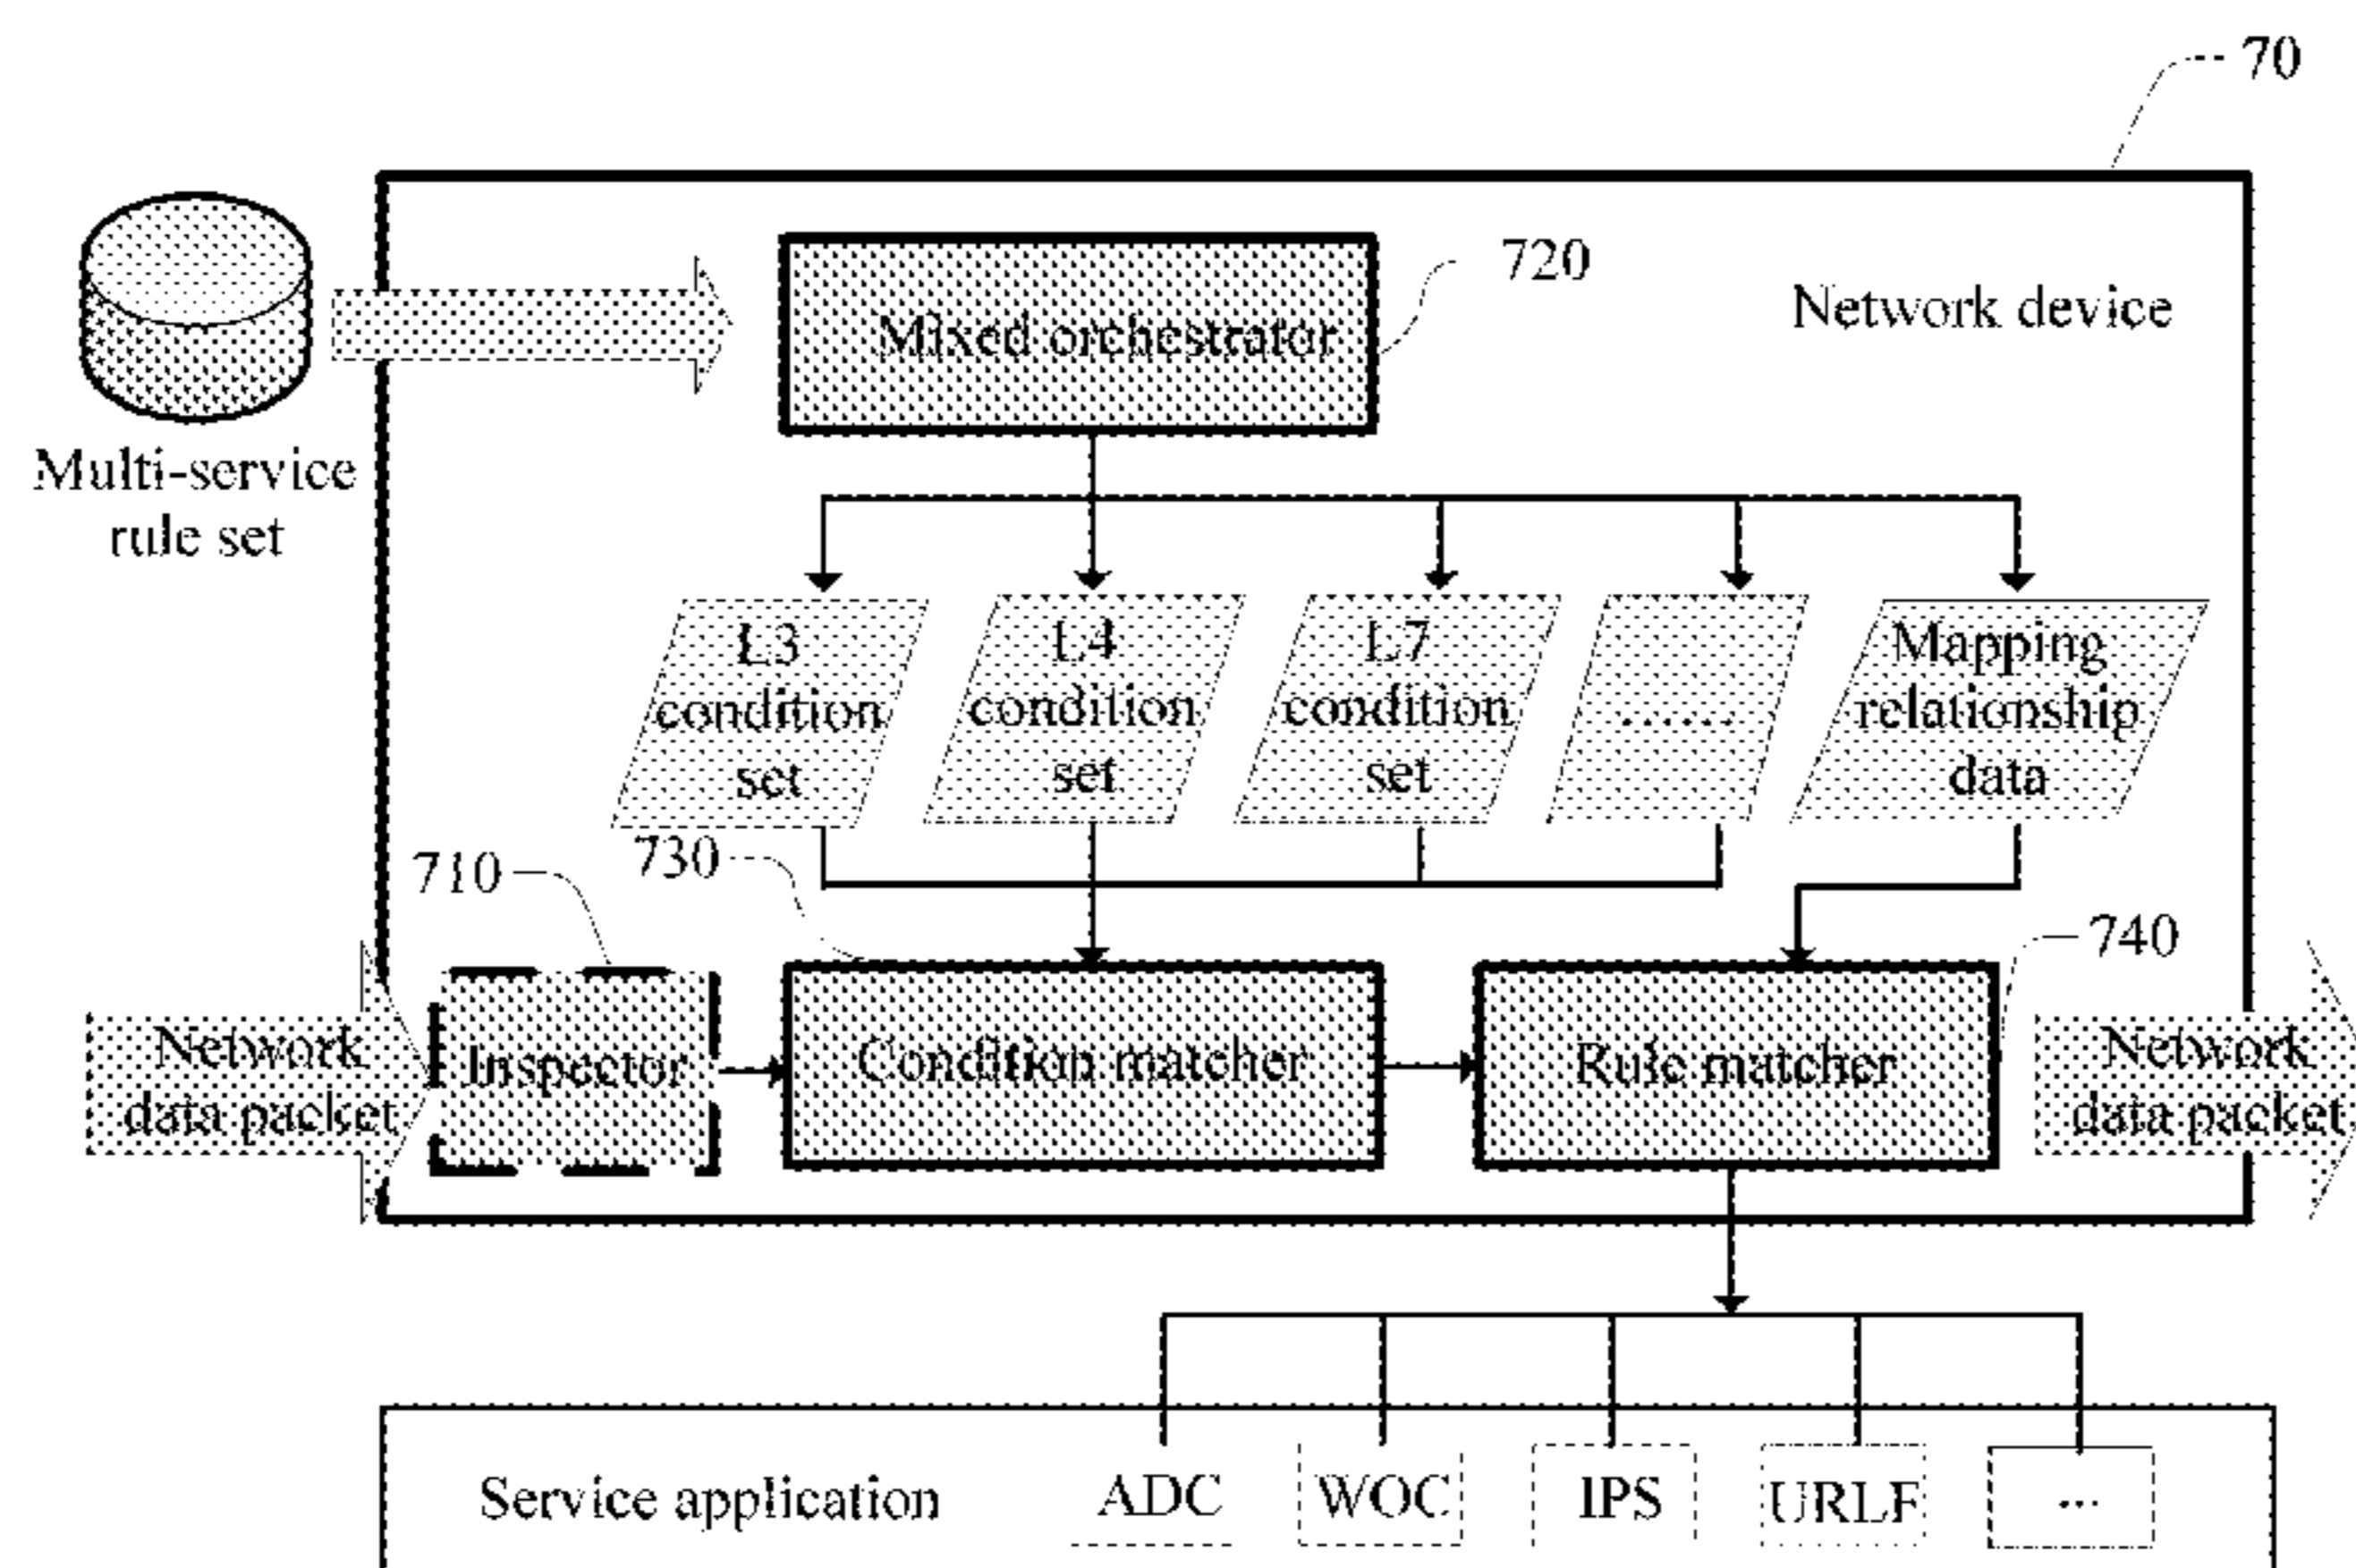 70
720
Network device
Mixed orchestrator
Multi-service
rule set
L3
condition
set
L4
condition
set
L7
condition
set
......
Mapping
relationship
data
730
710
740
Network
data packet
Inspector
Condition matcher
Rule matcher
Network
data packet
Service application
ADC
WOC
IPS
URLF
...